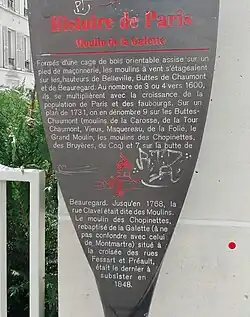 Histoire de Paris
Moulin de la Galette
Formés d'une cage de bois orientable assise sur un
pied de maçonnerie, les moulins à vent s'étageaient
sur les hauteurs de Belleville, Buttes de Chaumont
et de Beauregard. Au nombre de 3 ou 4 vers 1600,
ils se multiplièrent avec la croissance de la
population de Paris et des faubourgs. Sur un
plan de 1731, on en dénombre 9 sur les Buttes-
Chaumont (moulins de la Carosse, de la Tour-
Chaumont, Vieux, Maquereau, de la Folie, le
Grand Moulin, les moulins des Chopinettes,
des Bruyères, du Coq) et 7 sur la butte de
Beauregard. Jusqu'en 1768, la
rue Clavel était dite des Moulins.
Le moulin des Chopinettes,
rebaptisé de la Galette (à ne
pas confondre avec celui
de Montmartre) situé à
la croisée des rues
Fessart et Préault,
était le dernier à
subsister en
1848.